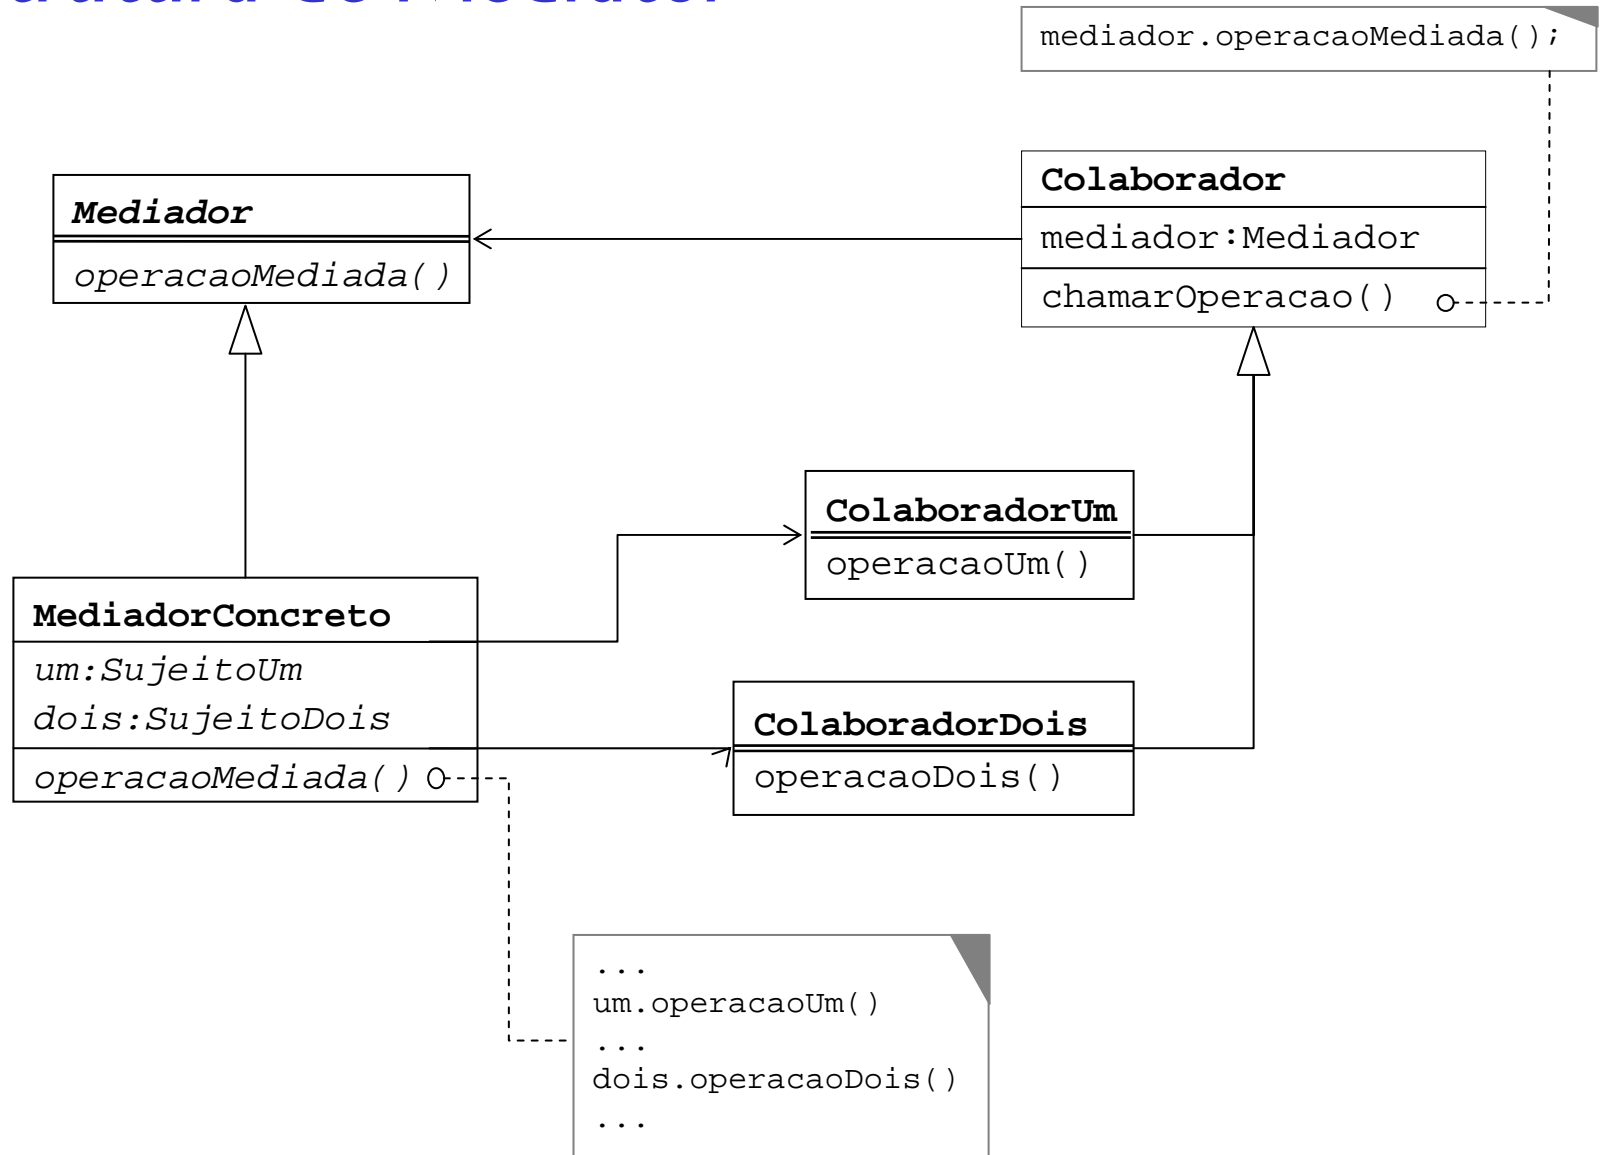 mediador.operacaoMediada();
Mediador
operacaoMediada()
Colaborador
mediador:Mediador
chamarOperacao()
ColaboradorUm
operacaoUm()
MediadorConcreto
um:SujeitoUm
dois:SujeitoDois
operacaoMediada()
ColaboradorDois
operacaoDois()
...
um.operacaoUm()
...
dois.operacaoDois()
...